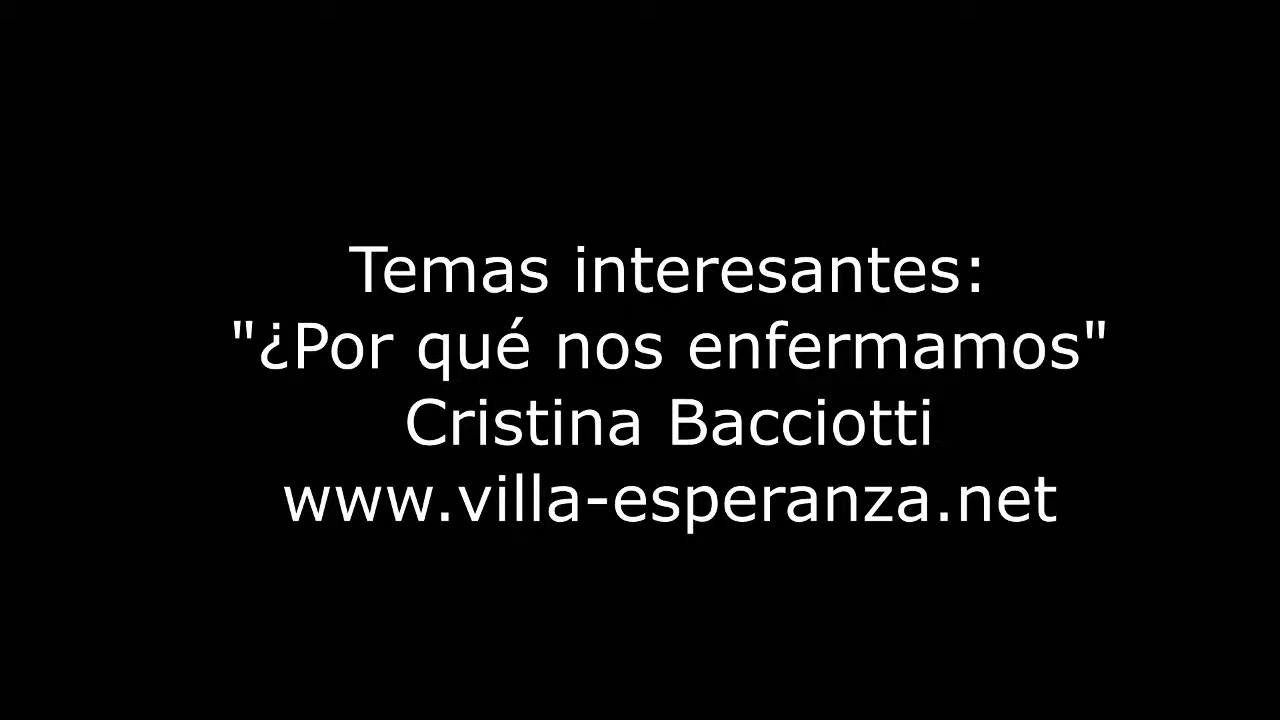 Temas interesantes:
"¿Por qué nos enfermamos"
Cristina Bacciotti
www.villa-esperanza.net